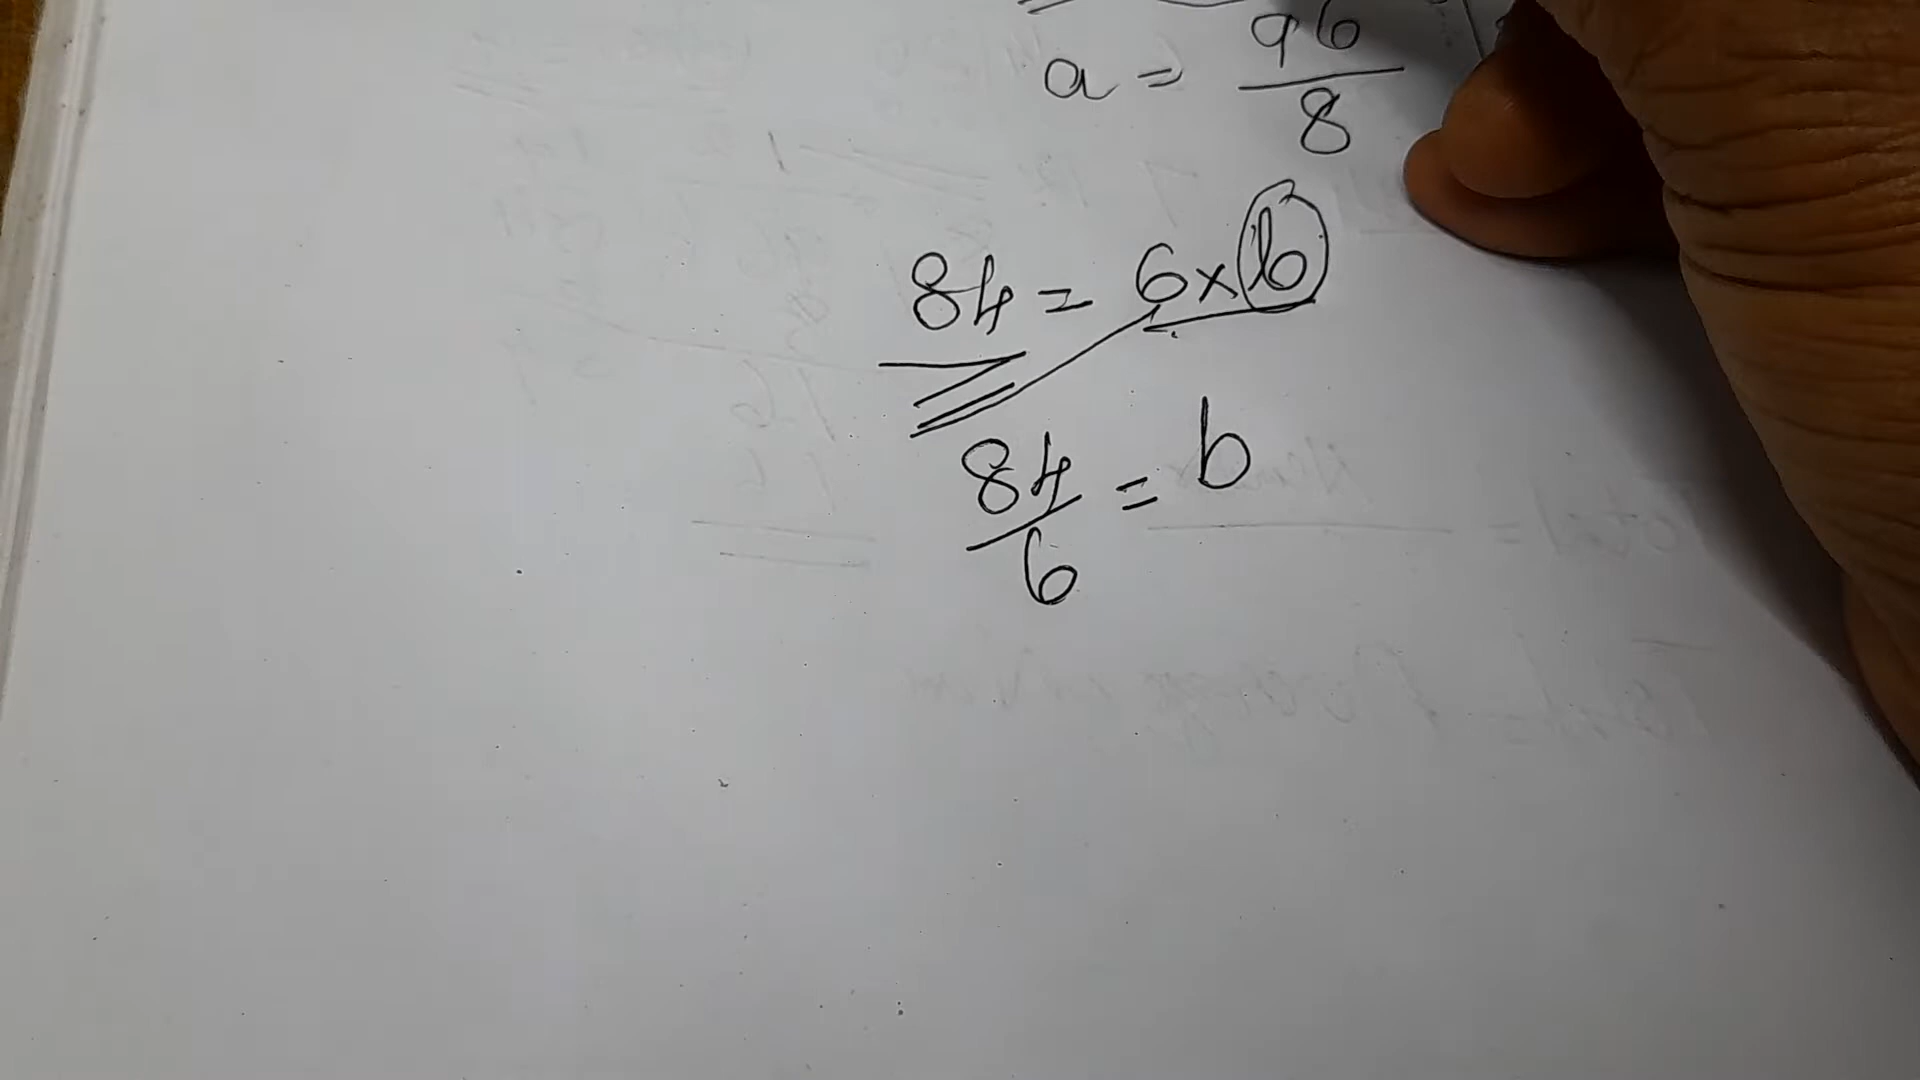 a = 96/8
84 = 6 x b
84/6 = b